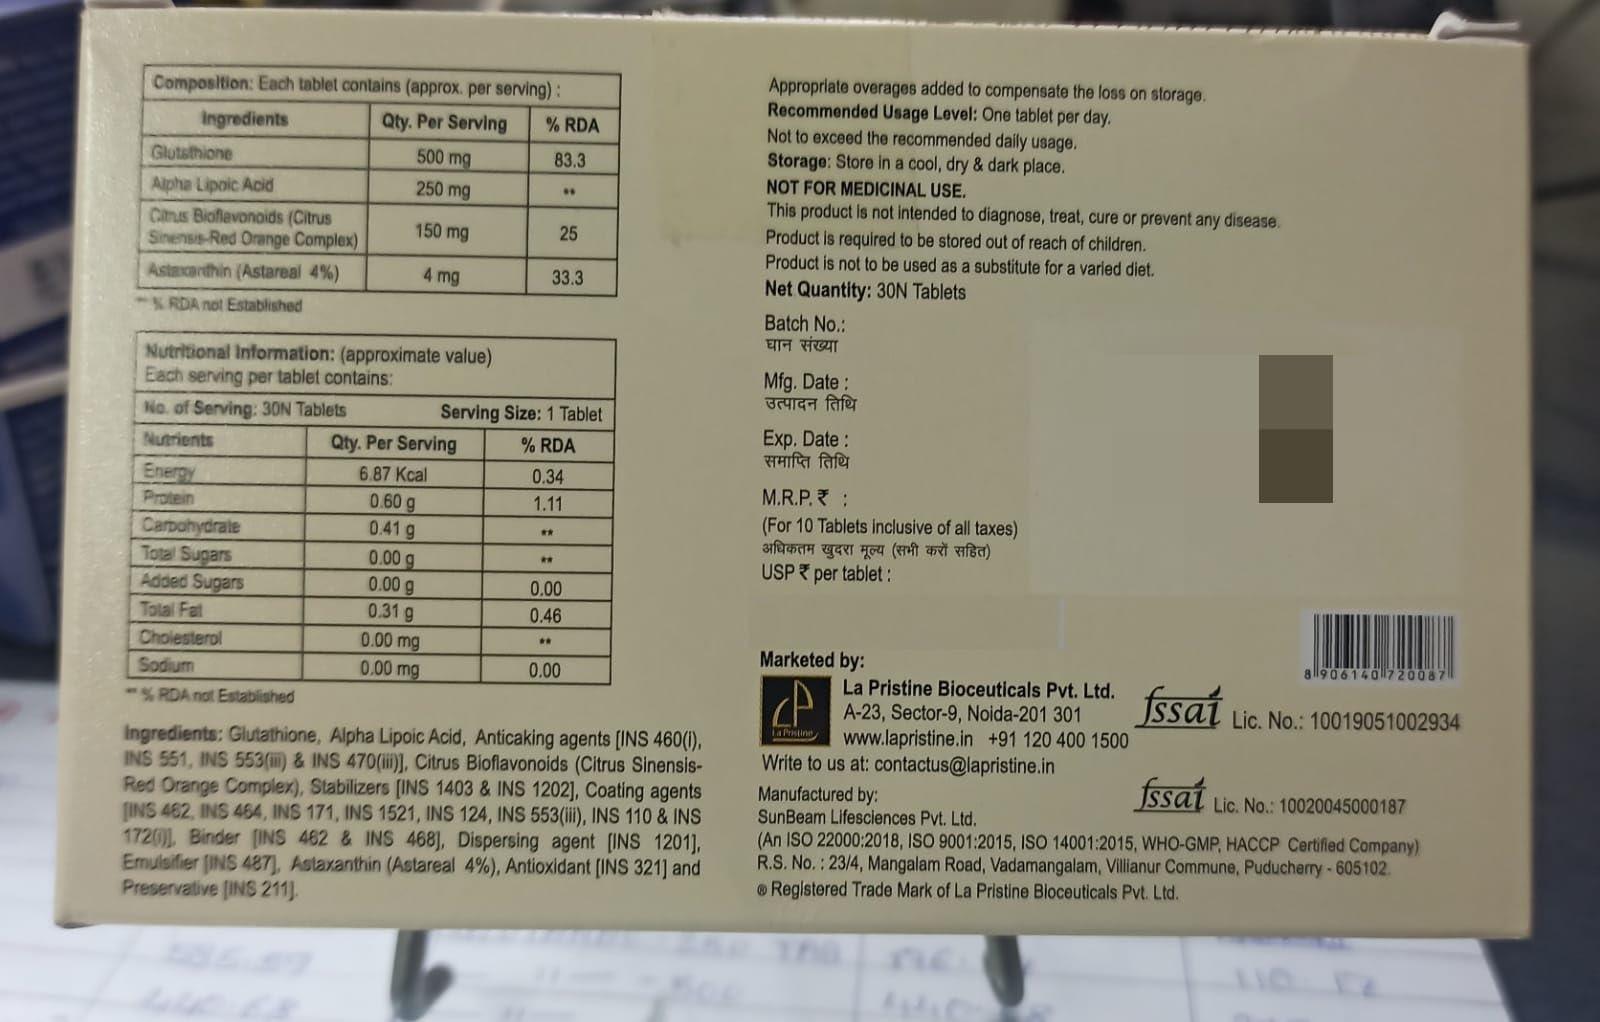 Composition: Each tablet contains (approx. per serving) :
Ingredients Qty. Per Serving % RDA
Glutathione 500 mg 83.3
Alpha Lipoic Acid 250 mg **
Citrus Bioflavonoids (Citrus
Sinensis-Red Orange Complex) 150 mg 25
Astaxanthin (Astareal 4%) 4 mg 33.3
** % RDA not Established
Nutritional Information: (approximate value)
Each serving per tablet contains:
No. of Serving: 30N Tablets Serving Size: 1 Tablet
Nutrients Qty. Per Serving % RDA
Energy 6.87 Kcal 0.34
Protein 0.60 g 1.11
Carbohydrate 0.41 g **
Total Sugars 0.00 g **
Added Sugars 0.00 g 0.00
Total Fat 0.31 g 0.46
Cholesterol 0.00 mg **
Sodium 0.00 mg 0.00
** % RDA not Established
Ingredients: Glutathione, Alpha Lipoic Acid, Anticaking agents [INS 460(i),
INS 551, INS 553(iii) & INS 470(iii)], Citrus Bioflavonoids (Citrus Sinensis-
Red Orange Complex), Stabilizers [INS 1403 & INS 1202], Coating agents
[INS 462, INS 464, INS 171, INS 1521, INS 124, INS 553(iii), INS 110 & INS
172(i)], Binder [INS 462 & INS 468], Dispersing agent [INS 1201],
Emulsifier [INS 487], Astaxanthin (Astareal 4%), Antioxidant [INS 321] and
Preservative [INS 211].
Appropriate overages added to compensate the loss on storage.
Recommended Usage Level: One tablet per day.
Not to exceed the recommended daily usage.
Storage: Store in a cool, dry & dark place.
NOT FOR MEDICINAL USE.
This product is not intended to diagnose, treat, cure or prevent any disease.
Product is required to be stored out of reach of children.
Product is not to be used as a substitute for a varied diet.
Net Quantity: 30N Tablets
Batch No.:
घान संख्या
Mfg. Date :
उत्पादन तिथि
Exp. Date :
समाप्ति तिथि
M.R.P. ₹ :
(For 10 Tablets inclusive of all taxes)
अधिकतम खुदरा मूल्य (सभी करों सहित)
USP ₹ per tablet :
8 906140 720087
Marketed by:
La Pristine
La Pristine Bioceuticals Pvt. Ltd.
A-23, Sector-9, Noida-201 301
www.lapristine.in +91 120 400 1500
fssai Lic. No.: 10019051002934
Write to us at: contactus@lapristine.in
Manufactured by:
SunBeam Lifesciences Pvt. Ltd.
fssai Lic. No.: 10020045000187
(An ISO 22000:2018, ISO 9001:2015, ISO 14001:2015, WHO-GMP, HACCP Certified Company)
R.S. No. : 23/4, Mangalam Road, Vadamangalam, Villianur Commune, Puducherry - 605102.
® Registered Trade Mark of La Pristine Bioceuticals Pvt. Ltd.